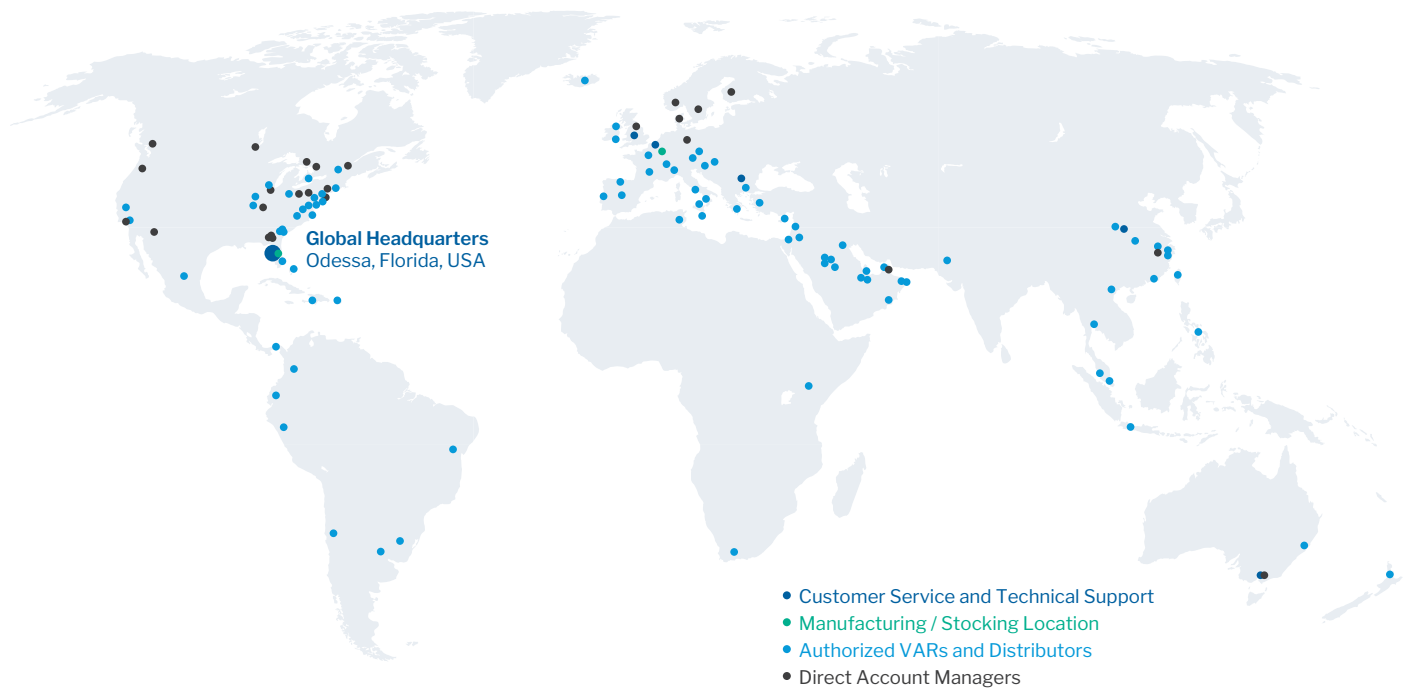 Global Headquarters
Odessa, Florida, USA
Customer Service and Technical Support
Manufacturing / Stocking Location
Authorized VARs and Distributors
Direct Account Managers